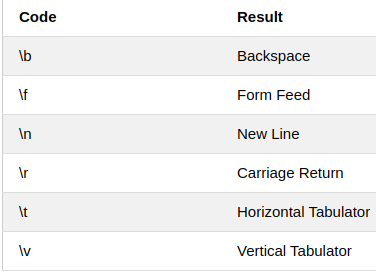 Code Result
\b Backspace
\f Form Feed
\n New Line
\r Carriage Return
\t Horizontal Tabulator
\v Vertical Tabulator